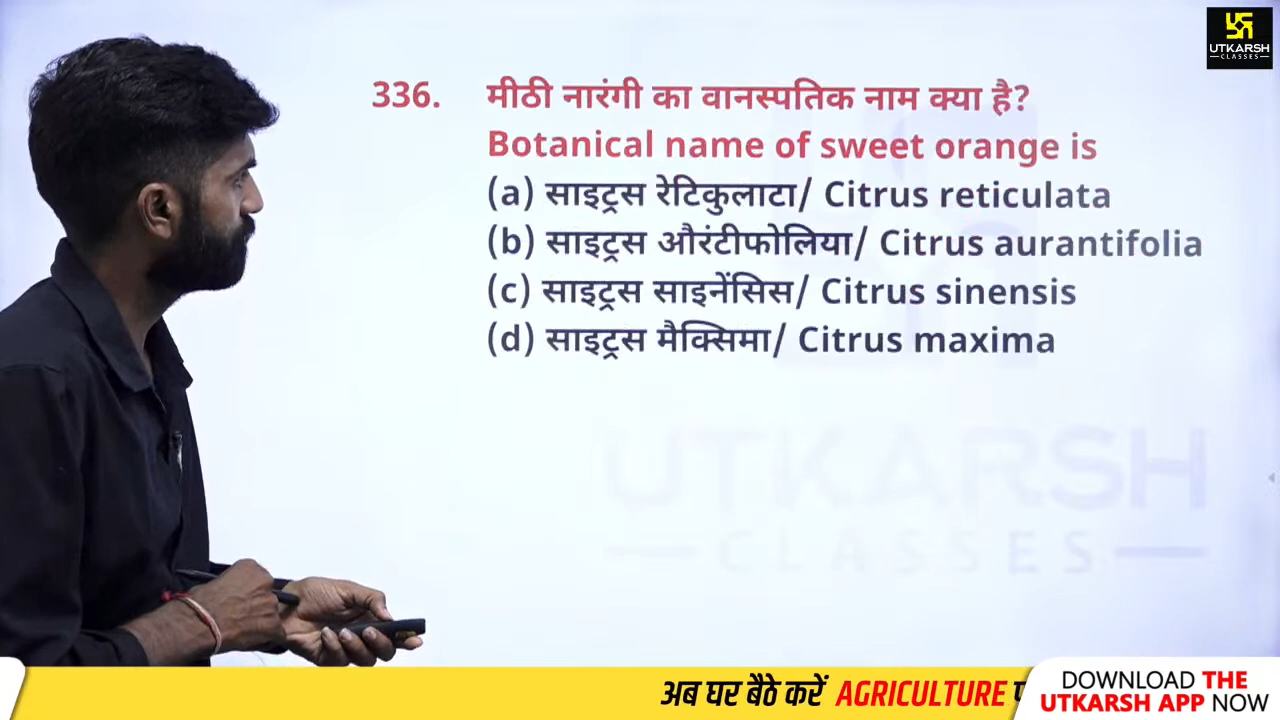 UTKARSH
CLASSES
336. मीठी नारंगी का वानस्पतिक नाम क्या है?
Botanical name of sweet orange is
(a) साइट्रस रेटिकुलाटा/ Citrus reticulata
(b) साइट्रस औरंटीफोलिया/ Citrus aurantifolia
(c) साइट्रस साइनेंसिस/ Citrus sinensis
(d) साइट्रस मैक्सिमा/ Citrus maxima
UTKARSH
CLASSES
अब घर बैठे करें AGRICULTURE
DOWNLOAD THE
UTKARSH APP NOW